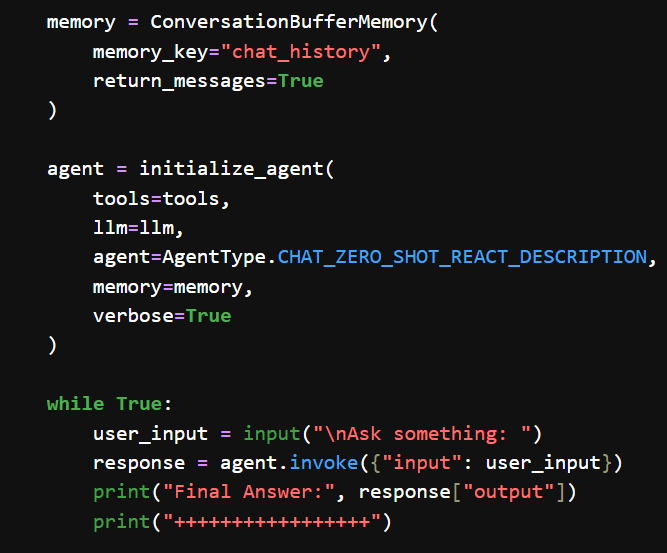 memory = ConversationBufferMemory(
    memory_key="chat_history",
    return_messages=True
)

agent = initialize_agent(
    tools=tools,
    llm=llm,
    agent=AgentType.CHAT_ZERO_SHOT_REACT_DESCRIPTION,
    memory=memory,
    verbose=True
)

while True:
    user_input = input("\nAsk something: ")
    response = agent.invoke({"input": user_input})
    print("Final Answer:", response["output"])
    print("+++++++++++++++++")